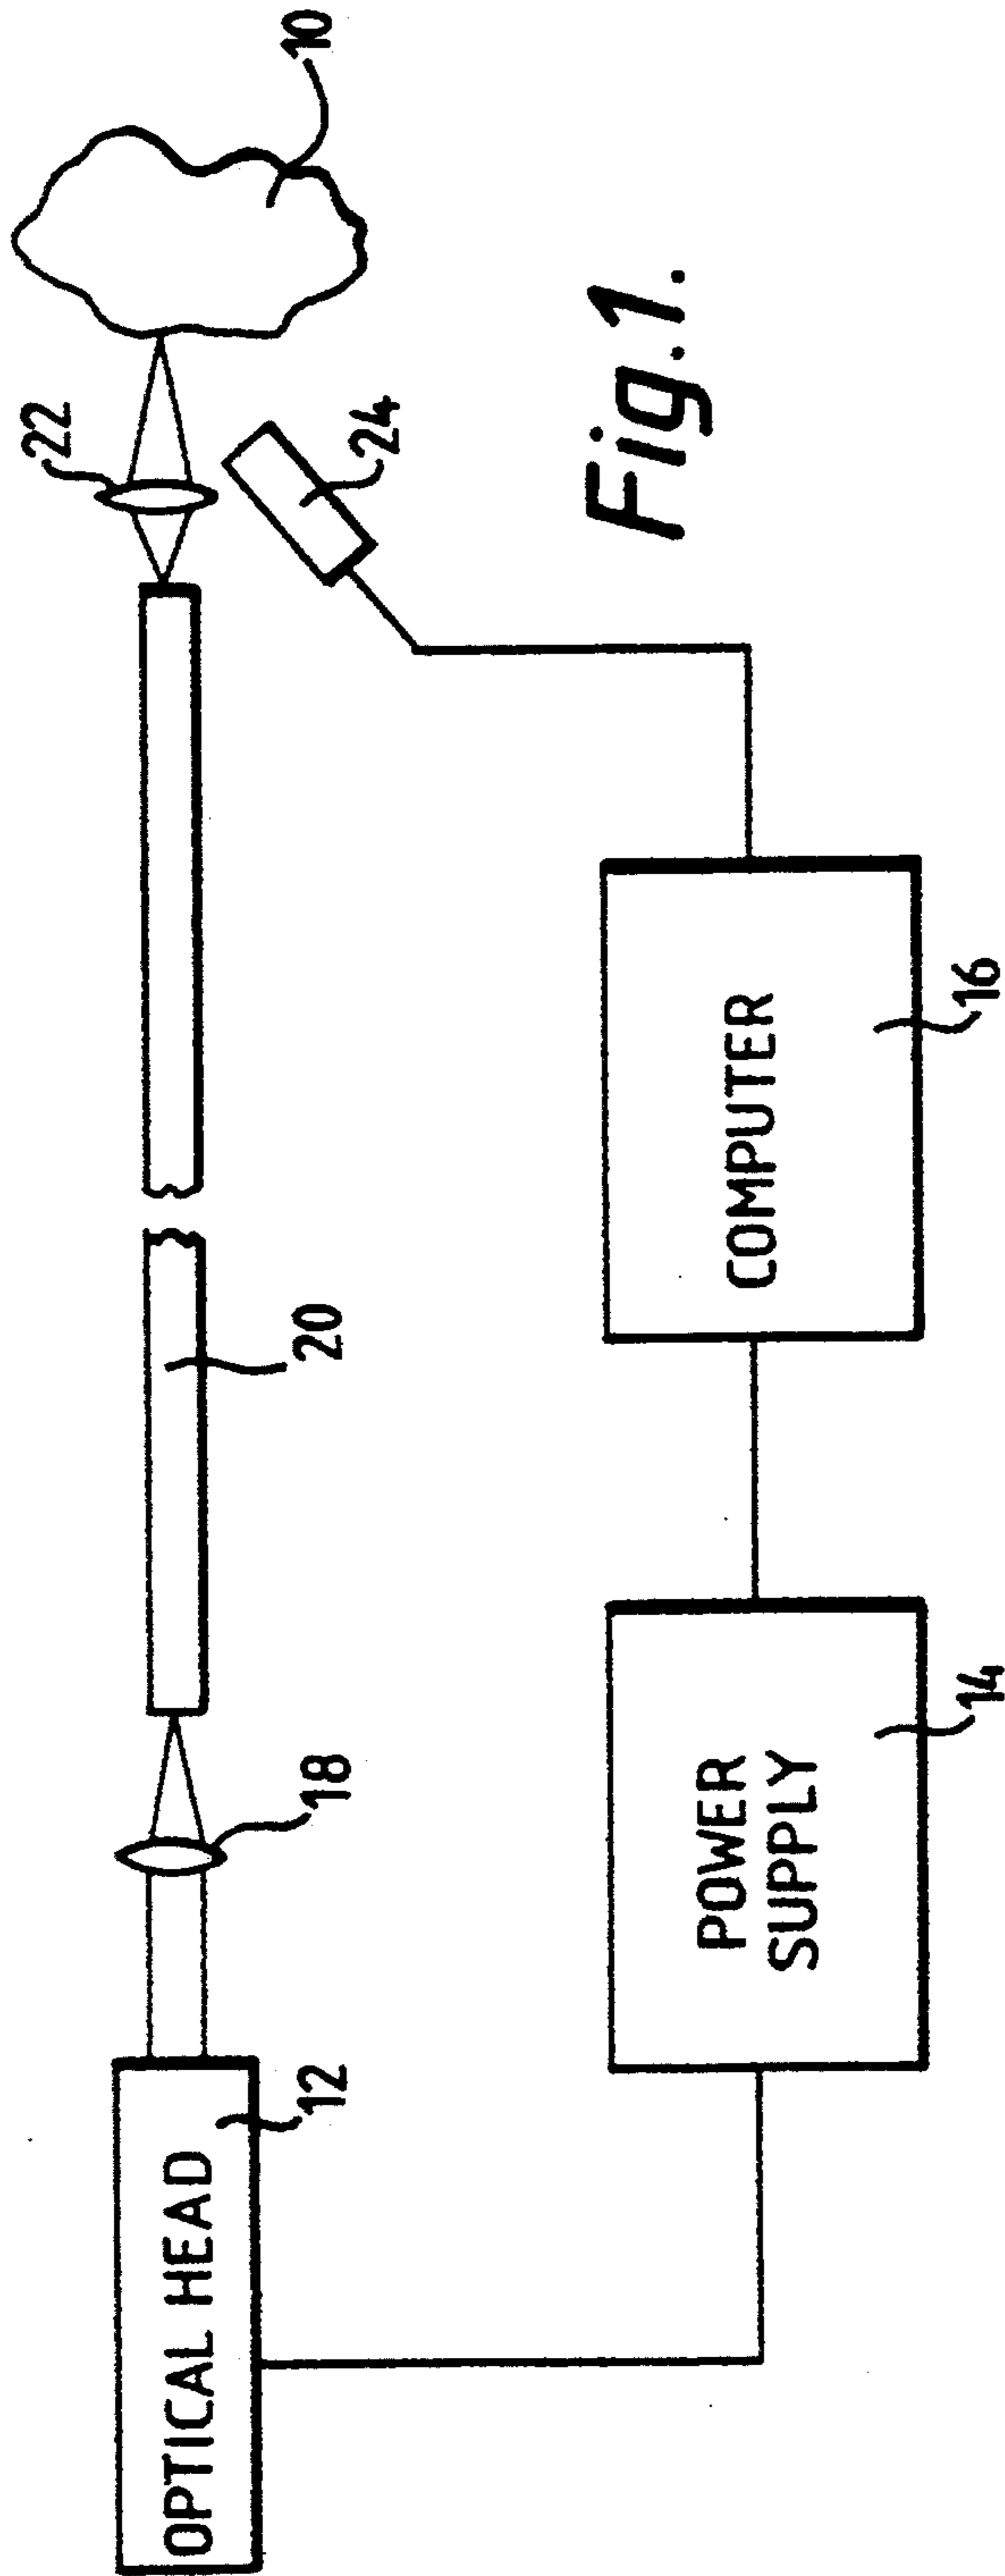 10
22
24
Fig.1.
20
18
OPTICAL HEAD
12
COMPUTER
16
POWER
SUPPLY
14